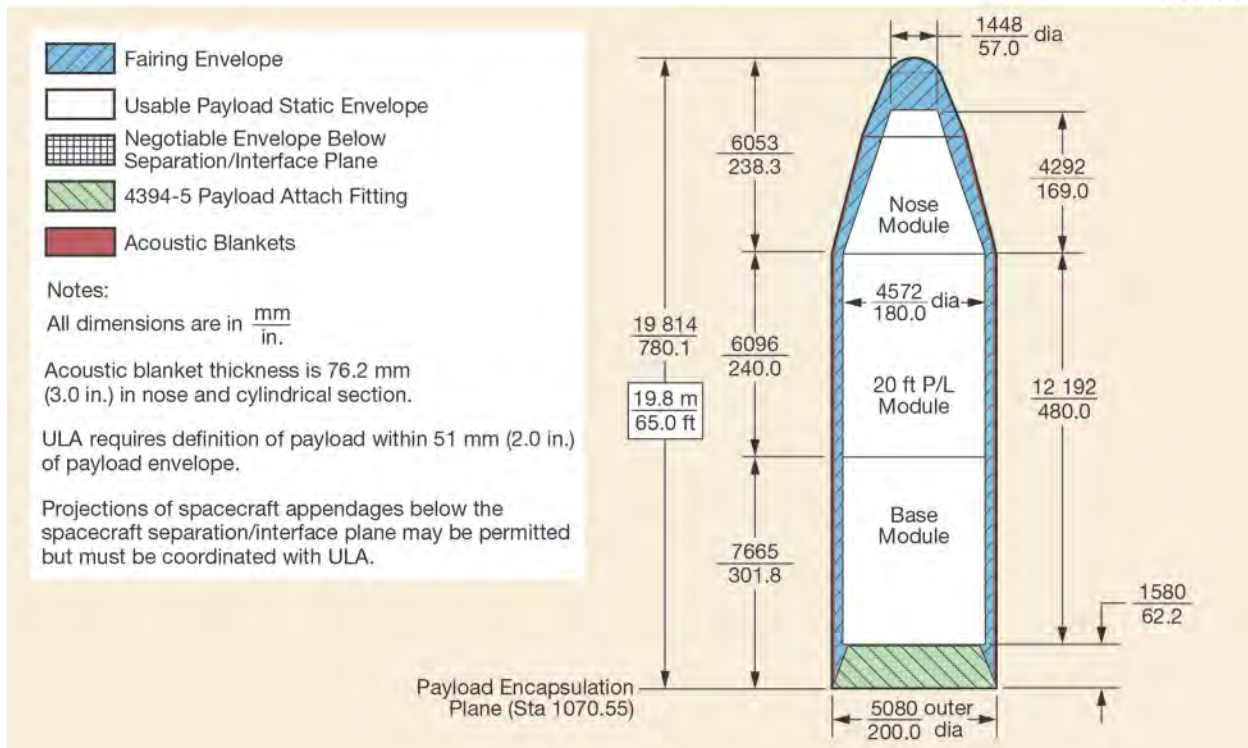 Fairing Envelope
Usable Payload Static Envelope
Negotiable Envelope Below
Separation/Interface Plane
4394-5 Payload Attach Fitting
Acoustic Blankets
Notes:
All dimensions are in mm
in.
Acoustic blanket thickness is 76.2 mm
(3.0 in.) in nose and cylindrical section.
ULA requires definition of payload within 51 mm (2.0 in.)
of payload envelope.
Projections of spacecraft appendages below the
spacecraft separation/interface plane may be permitted
but must be coordinated with ULA.
1448
57.0 dia
6053
238.3
4292
169.0
Nose
Module
4572
180.0 dia
19 814
780.1
19.8 m
65.0 ft
6096
240.0
20 ft P/L
Module
12 192
480.0
Base
Module
7665
301.8
1580
62.2
Payload Encapsulation
Plane (Sta 1070.55)
5080 outer
200.0 dia